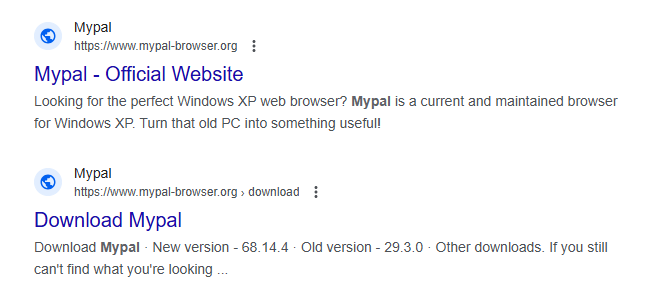 Mypal
https://www.mypal-browser.org
Mypal - Official Website
Looking for the perfect Windows XP web browser? Mypal is a current and maintained browser
for Windows XP. Turn that old PC into something useful!
Mypal
https://www.mypal-browser.org › download
Download Mypal
Download Mypal · New version - 68.14.4 · Old version - 29.3.0 · Other downloads. If you still
can't find what you're looking ...